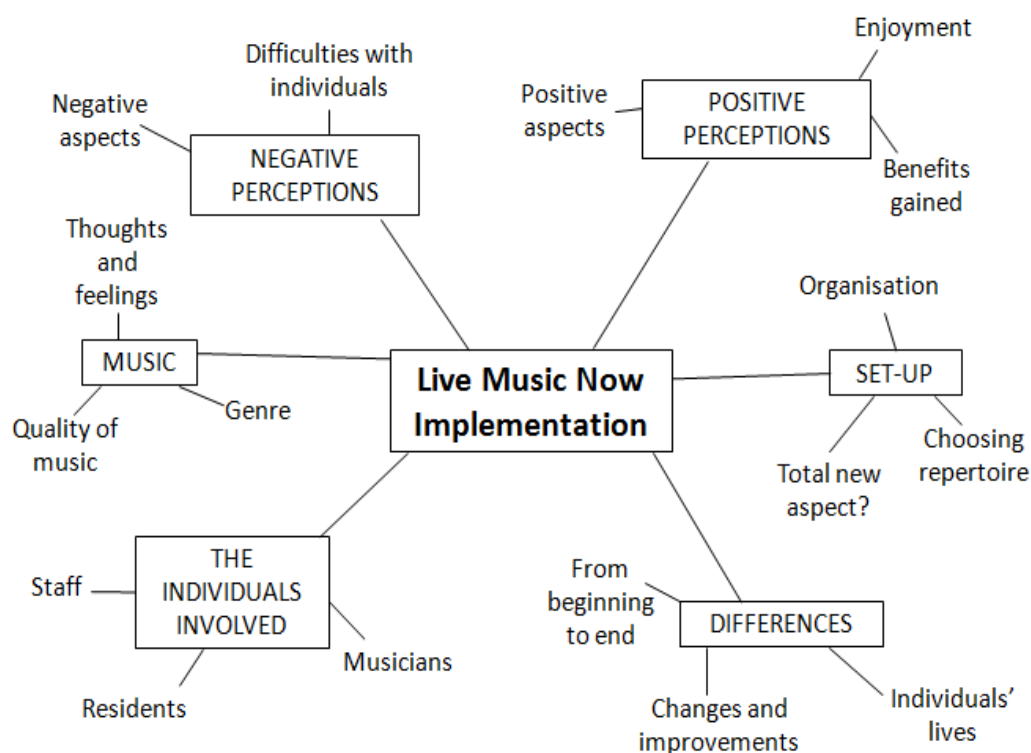 Difficulties with
individuals
Negative
aspects
NEGATIVE
PERCEPTIONS
Enjoyment
Positive
aspects
POSITIVE
PERCEPTIONS
Benefits
gained
Thoughts
and
feelings
MUSIC
Genre
Quality of
music
Live Music Now
Implementation
Organisation
SET-UP
Choosing
repertoire
Total new
aspect?
THE
INDIVIDUALS
INVOLVED
Staff
Musicians
Residents
From
beginning
to end
DIFFERENCES
Changes and
improvements
Individuals’
lives